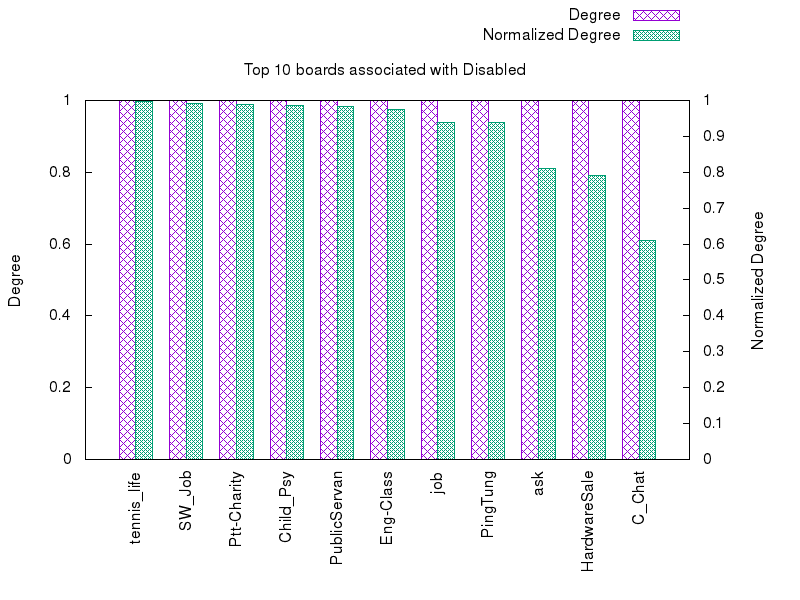 Degree
Normalized Degree
Top 10 boards associated with Disabled
1
0.8
0.6
0.4
0.2
0
1
0.9
0.8
0.7
0.6
0.5
0.4
0.3
0.2
0.1
0
Degree
Normalized Degree
tennis_life
SW_Job
Ptt-Charity
Child_Psy
PublicServan
Eng-Class
job
PingTung
ask
HardwareSale
C_Chat